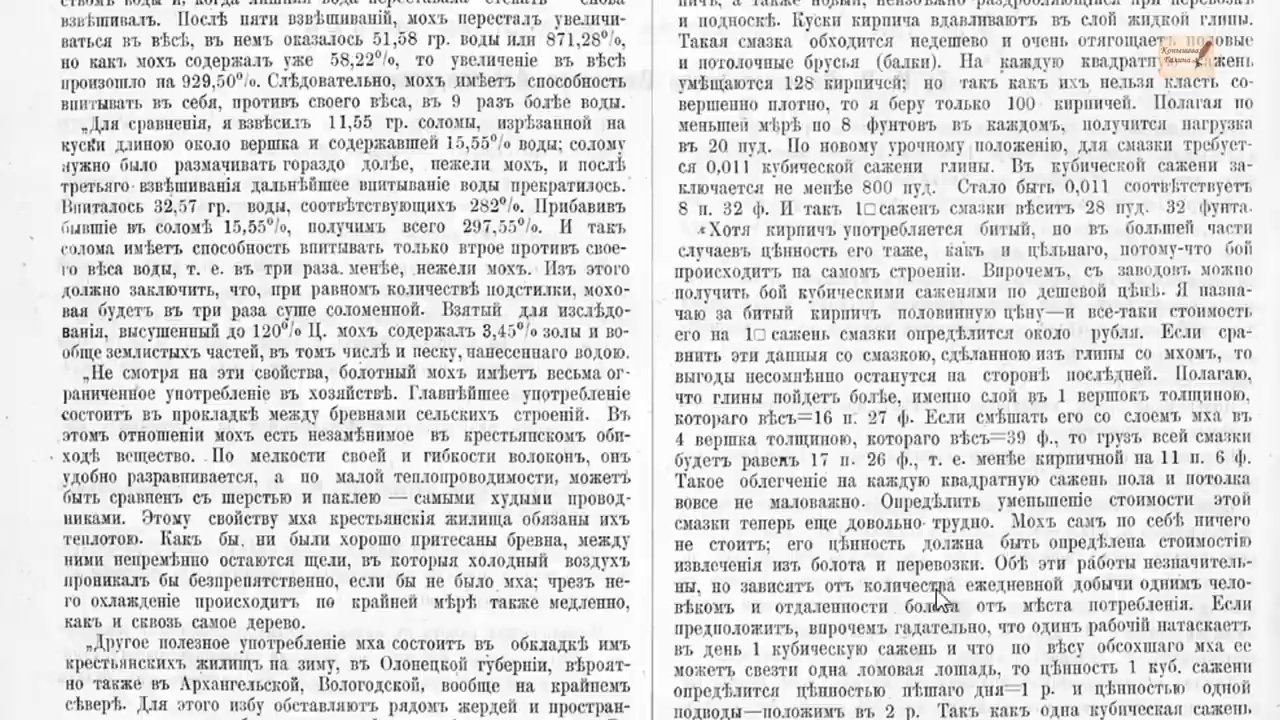 ствомъ воды и, когда лишняя вода переставала стекать снова
взвѣшивалъ. Послѣ пяти взвѣшиваній, мохъ пересталъ увеличи-
ваться въ вѣсѣ, въ немъ оказалось 51,58 гр. воды или 871,28%,
но какъ мохъ содержалъ уже 58,22%, то увеличеніе въ вѣсѣ
произошло на 929,50%. Слѣдовательно, мохъ имѣетъ способность
впитывать въ себя, противъ своего вѣса, въ 9 разъ болѣе воды.
„Для сравненія, я взвѣсилъ 11,55 гр. соломы, изрѣзанной на
куски длиною около вершка и содержавшей 15,55% воды; солому
нужно было размачивать гораздо долѣе, нежели мохъ, и послѣ
третьяго взвѣшиванія дальнѣйшее впитываніе воды прекратилось.
Впиталось 32,57 гр. воды, соотвѣтствующихъ 282%. Прибавивъ
бывшіе въ соломѣ 15,55%, получимъ всего 297,55%. И такъ
солома имѣетъ способность впитывать только втрое противъ свое-
го вѣса воды, т. е. въ три раза менѣе, нежели мохъ. Изъ этого
должно заключить, что, при равномъ количествѣ подстилки, мохо-
вая будетъ въ три раза суше соломенной. Взятый для изслѣдо-
ванія, высушенный до 120% Ц. мохъ содержалъ 3,45% золы и во-
обще землистыхъ частей, въ томъ числѣ и песку, нанесеннаго водою.
„Не смотря на эти свойства, болотный мохъ имѣетъ весьма ог-
раниченное употребленіе въ хозяйствѣ. Главнѣйшее употребленіе
состоитъ въ прокладкѣ между бревнами сельскихъ строеній. Въ
этомъ отношеніи мохъ есть незамѣнимое въ крестьянскомъ оби-
ходѣ вещество. По мелкости своей и гибкости волоконъ, онъ
удобно разравнивается, а по малой теплопроводимости, можетъ
быть сравненъ съ шерстью и паклею — самыми худыми провод-
никами. Этому свойству мха крестьянскія жилища обязаны ихъ
теплотою. Какъ бы, ни были хорошо притесаны бревна, между
ними непремѣнно остаются щели, въ которыя холодный воздухъ
проникалъ бы безпрепятственно, если бы не было мха; чрезъ не-
го охлажденіе происходитъ по крайней мѣрѣ также медленно,
какъ и сквозь самое дерево.
„Другое полезное употребленіе мха состоитъ въ обкладкѣ имъ
крестьянскихъ жилищъ на зиму, въ Олонецкой губерніи, вѣроят-
но также въ Архангельской, Вологодской, вообще на крайнемъ
сѣверѣ. Для этого избу обставляютъ рядомъ жердей и простран-
пичъ, а также новый, неизбѣжно раздробляющійся при перевозкѣ
и подноскѣ. Куски кирпича вдавливаютъ въ слой жидкой глины.
Такая смазка обходится недешево и очень отягощаетъ половые
и потолочные брусья (балки). На каждую квадратную сажень
умѣщаются 128 кирпичей; но такъ какъ ихъ нельзя класть со-
вершенно плотно, то я беру только 100 кирпичей. Полагая по
меньшей мѣрѣ по 8 фунтовъ въ каждомъ, получится нагрузка
въ 20 пуд. По новому урочному положенію, для смазки требует-
ся 0,011 кубической сажени глины. Въ кубической сажени за-
ключается не менѣе 800 пуд. Стало быть 0,011 соотвѣтствуетъ
8 п. 32 ф. И такъ 1□ сажень смазки вѣситъ 28 пуд. 32 фунта.
«Хотя кирпичъ употребляется битый, но въ большей части
случаевъ цѣнность его таже, какъ и цѣльнаго, потому-что бой
происходитъ на самомъ строеніи. Впрочемъ, съ заводовъ можно
получить бой кубическими саженями по дешевой цѣнѣ. Я назна-
чаю за битый кирпичъ половинную цѣну—и все-таки стоимость
его на 1□ сажень смазки опредѣлится около рубля. Если сра-
внить эти данныя со смазкою, сдѣланною изъ глины со мхомъ, то
выгоды несомнѣнно останутся на сторонѣ послѣдней. Полагаю,
что глины пойдетъ болѣе, именно слой въ 1 вершокъ толщиною,
котораго вѣсъ=16 п. 27 ф. Если смѣшать его со слоемъ мха въ
4 вершка толщиною, котораго вѣсъ=39 ф., то грузъ всей смазки
будетъ равенъ 17 п. 26 ф., т. е. менѣе кирпичной на 11 п. 6 ф.
Такое облегченіе на каждую квадратную сажень пола и потолка
вовсе не маловажно. Опредѣлить уменьшеніе стоимости этой
смазки теперь еще довольно трудно. Мохъ самъ по себѣ ничего
не стоитъ; его цѣнность должна быть опредѣлена стоимостію
извлеченія изъ болота и перевозки. Обѣ эти работы незначитель-
ны, но зависятъ отъ количества ежедневной добычи однимъ чело-
вѣкомъ и отдаленности болота отъ мѣста потребленія. Если
предположить, впрочемъ гадательно, что одинъ рабочій натаскаетъ
въ день 1 кубическую сажень и что по вѣсу обсохшаго мха ее
можетъ свезти одна ломовая лошадь, то цѣнность 1 куб. сажени
опредѣлится цѣнностью пѣшаго дня=1 р. и цѣнностью одной
подводы—положимъ въ 2 р. Такъ какъ одна кубическая сажень
Копышева
Галина